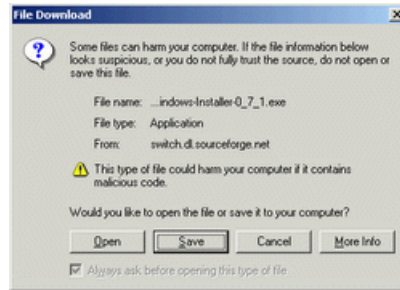 File Download
Some files can harm your computer. If the file information below
looks suspicious, or you do not fully trust the source, do not open or
save this file.
File name: ...indows-Installer-0_7_1.exe
File type: Application
From: switch.dl.sourceforge.net
This type of file could harm your computer if it contains
malicious code.
Would you like to open the file or save it to your computer?
Open Save Cancel More Info
Always ask before opening this type of file